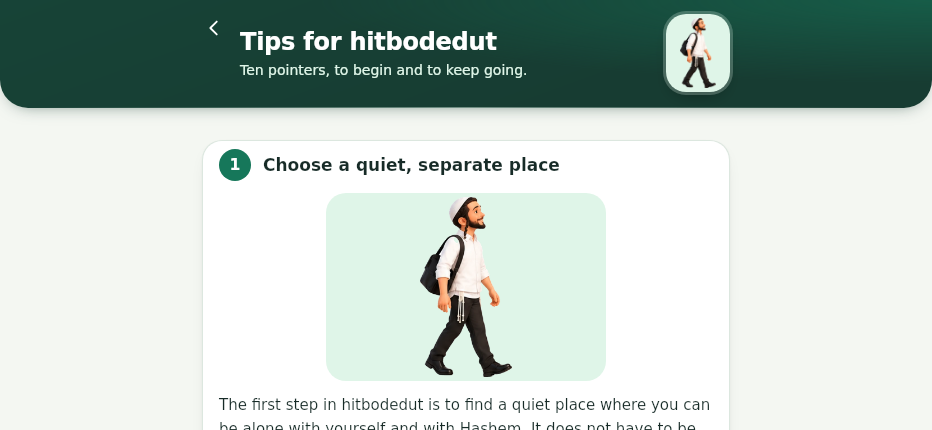 Tips for hitbodedut
Ten pointers, to begin and to keep going.
1 Choose a quiet, separate place
The first step in hitbodedut is to find a quiet place where you can
be alone with yourself and with Hashem. It does not have to be